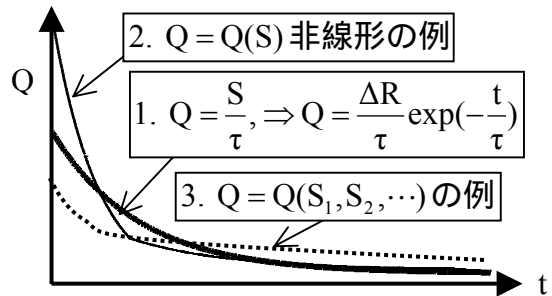 2. Q = Q(S) 非線形の例
Q
1. Q = S/τ, ⇒ Q = ΔR/τ exp(−t/τ)
3. Q = Q(S₁, S₂, ⋯) の例
t